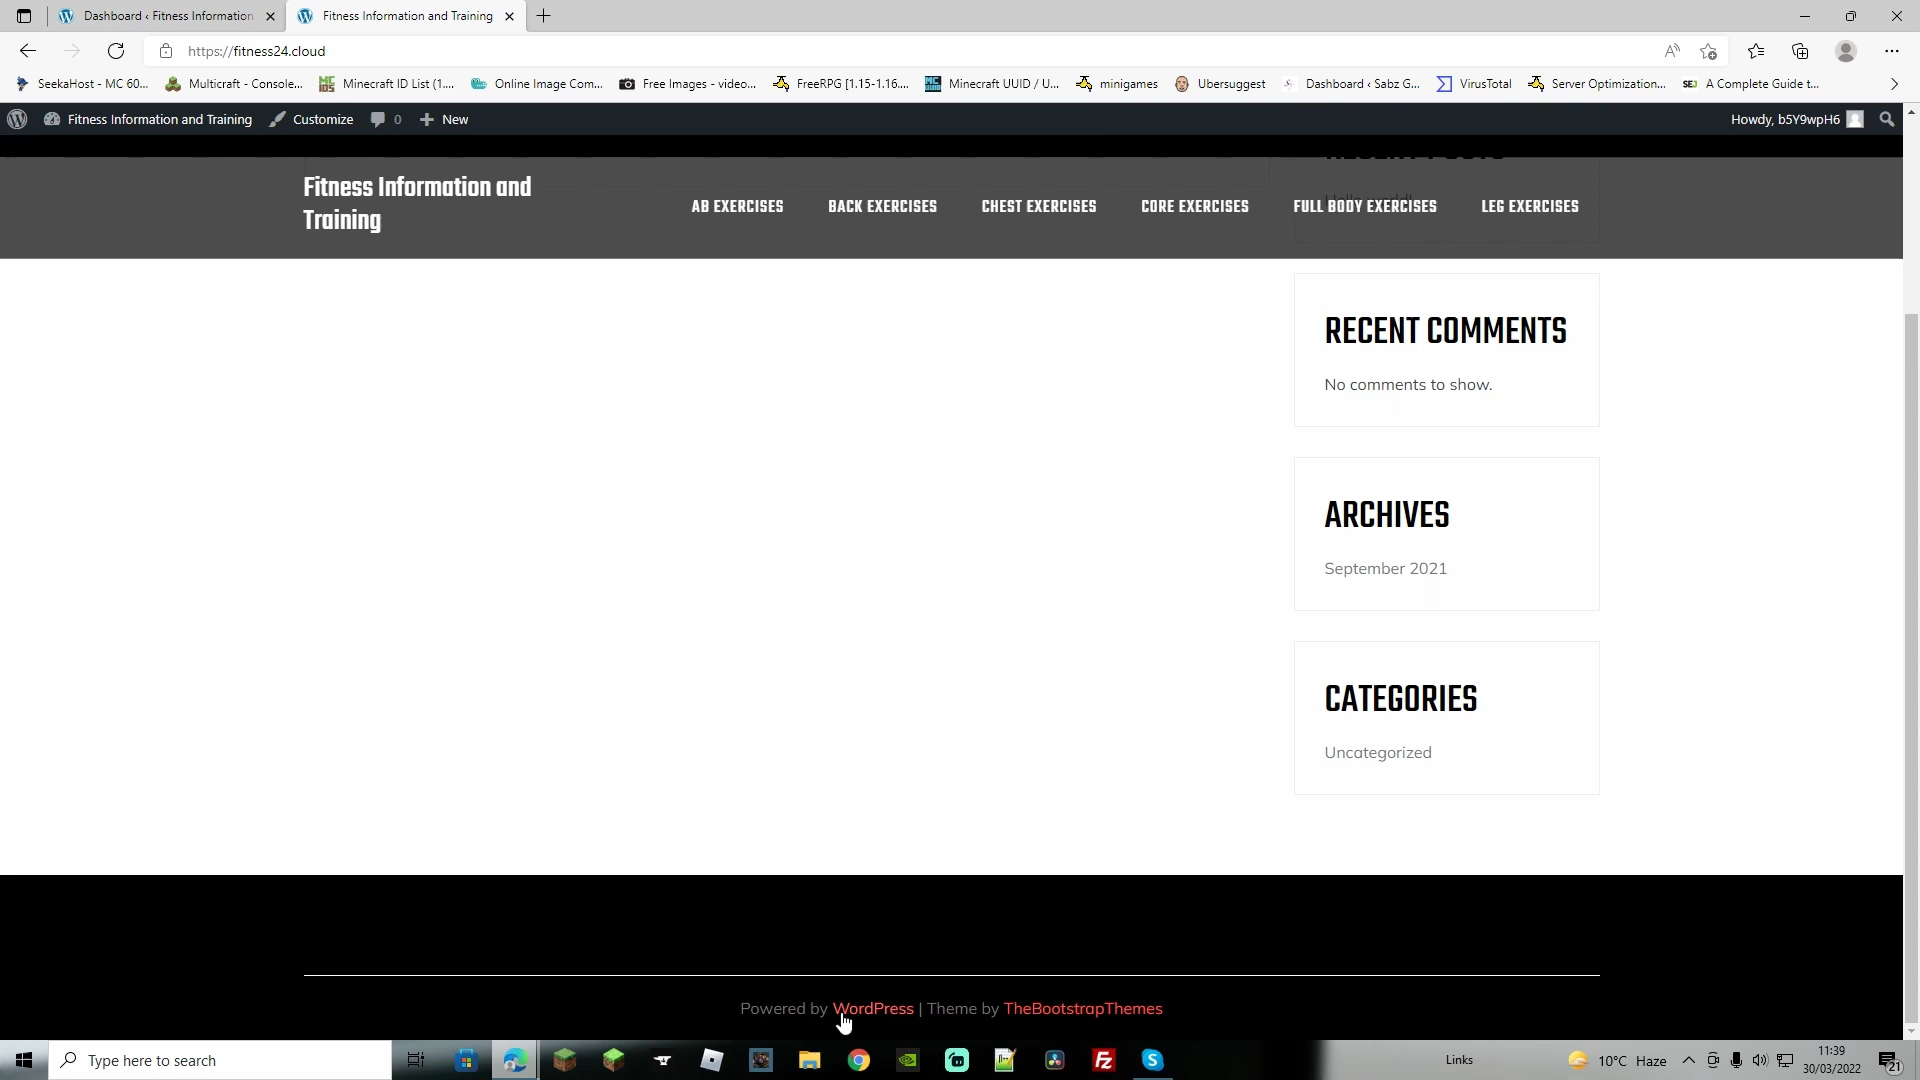 Dashboard ‹ Fitness Information
Fitness Information and Training
https://fitness24.cloud
SeekaHost - MC 60...
Multicraft - Console...
Minecraft ID List (1....
Online Image Com...
Free Images - video...
FreeRPG [1.15-1.16....
Minecraft UUID / U...
minigames
Ubersuggest
Dashboard ‹ Sabz G...
VirusTotal
Server Optimization...
SEJ
A Complete Guide t...
Fitness Information and Training
Customize
0
New
Howdy, b5Y9wpH6
Fitness Information and
Training
AB EXERCISES
BACK EXERCISES
CHEST EXERCISES
CORE EXERCISES
FULL BODY EXERCISES
LEG EXERCISES
RECENT COMMENTS
No comments to show.
ARCHIVES
September 2021
CATEGORIES
Uncategorized
Powered by WordPress | Theme by TheBootstrapThemes
Type here to search
Links
10°C Haze
11:39
30/03/2022
21